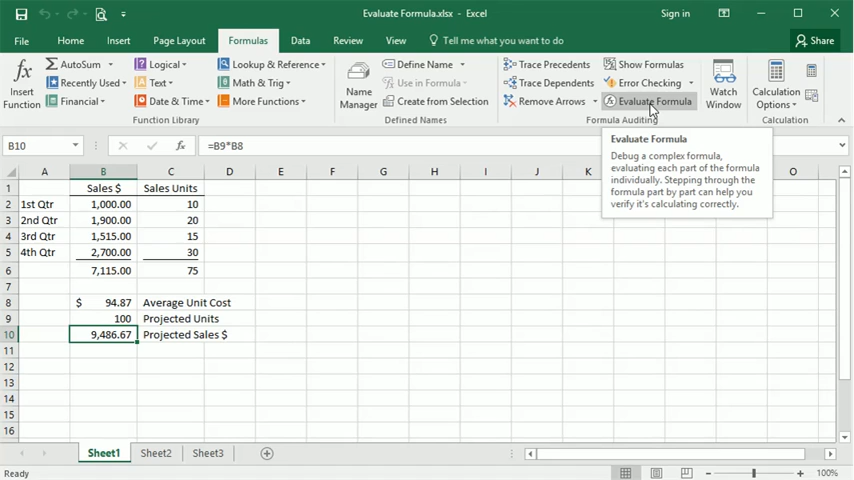 Evaluate Formula.xlsx - Excel
Sign in
File Home Insert Page Layout Formulas Data Review View Tell me what you want to do Share
AutoSum Logical Lookup & Reference Define Name Trace Precedents Show Formulas
Recently Used Text Math & Trig Use in Formula Trace Dependents Error Checking
Financial Date & Time More Functions Create from Selection Remove Arrows fx Evaluate Formula
fx
Insert
Function
Name
Manager
Watch
Window
Calculation
Options
Function Library Defined Names Formula Auditing Calculation
B10 fx =B9*B8
Evaluate Formula
Debug a complex formula,
evaluating each part of the formula
individually. Stepping through the
formula part by part can help you
verify it's calculating correctly.
A B C D E F G H I J K O
1 Sales $ Sales Units
2 1st Qtr 1,000.00 10
3 2nd Qtr 1,900.00 20
4 3rd Qtr 1,515.00 15
5 4th Qtr 2,700.00 30
6 7,115.00 75
7
8 $ 94.87 Average Unit Cost
9 100 Projected Units
10 9,486.67 Projected Sales $
11
12
13
14
15
16
Sheet1 Sheet2 Sheet3
Ready 100%